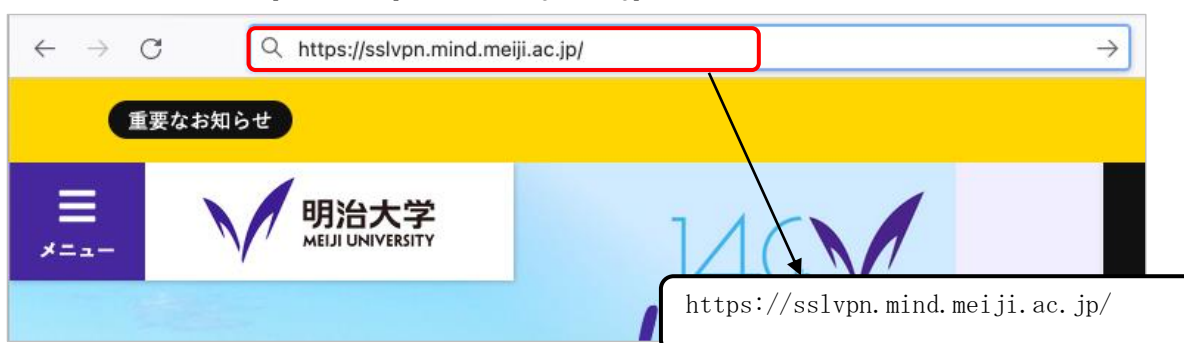 https://sslvpn.mind.meiji.ac.jp/
重要なお知らせ
メニュー
明治大学
MEIJI UNIVERSITY
https://sslvpn.mind.meiji.ac.jp/